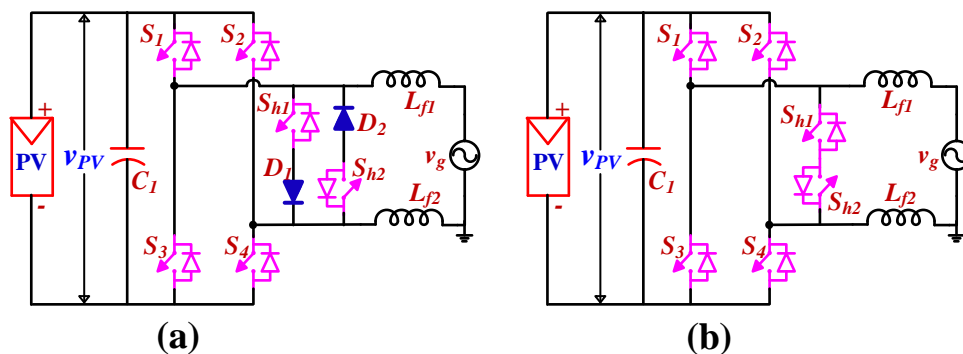 S1 S2
+
PV
-
vPV
C1
Sh1
D2
D1
Sh2
Lf1
vg
Lf2
S3 S4
(a)
S1 S2
+
PV
-
vPV
C1
Sh1
Sh2
Lf1
vg
Lf2
S3 S4
(b)